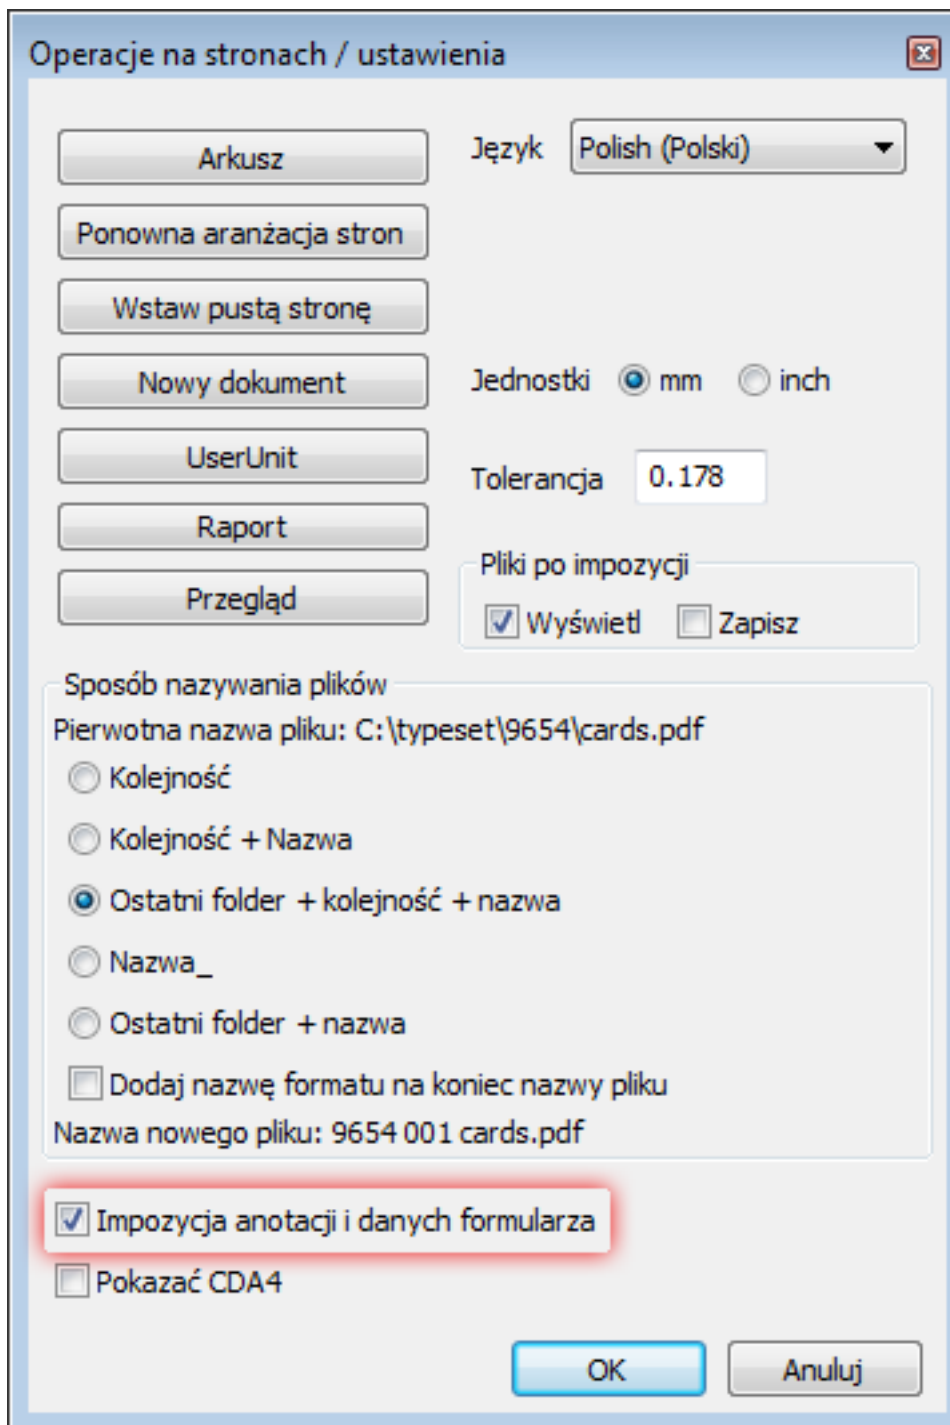 Operacje na stronach / ustawienia
Arkusz
Język Polish (Polski)
Ponowna aranżacja stron
Wstaw pustą stronę
Nowy dokument
Jednostki mm inch
UserUnit
Tolerancja 0.178
Raport
Pliki po impozycji
Przegląd
Wyświetl Zapisz
Sposób nazywania plików
Pierwotna nazwa pliku: C:\typeset\9654\cards.pdf
Kolejność
Kolejność + Nazwa
Ostatni folder + kolejność + nazwa
Nazwa_
Ostatni folder + nazwa
Dodaj nazwę formatu na koniec nazwy pliku
Nazwa nowego pliku: 9654 001 cards.pdf
Impozycja anotacji i danych formularza
Pokazać CDA4
OK Anuluj